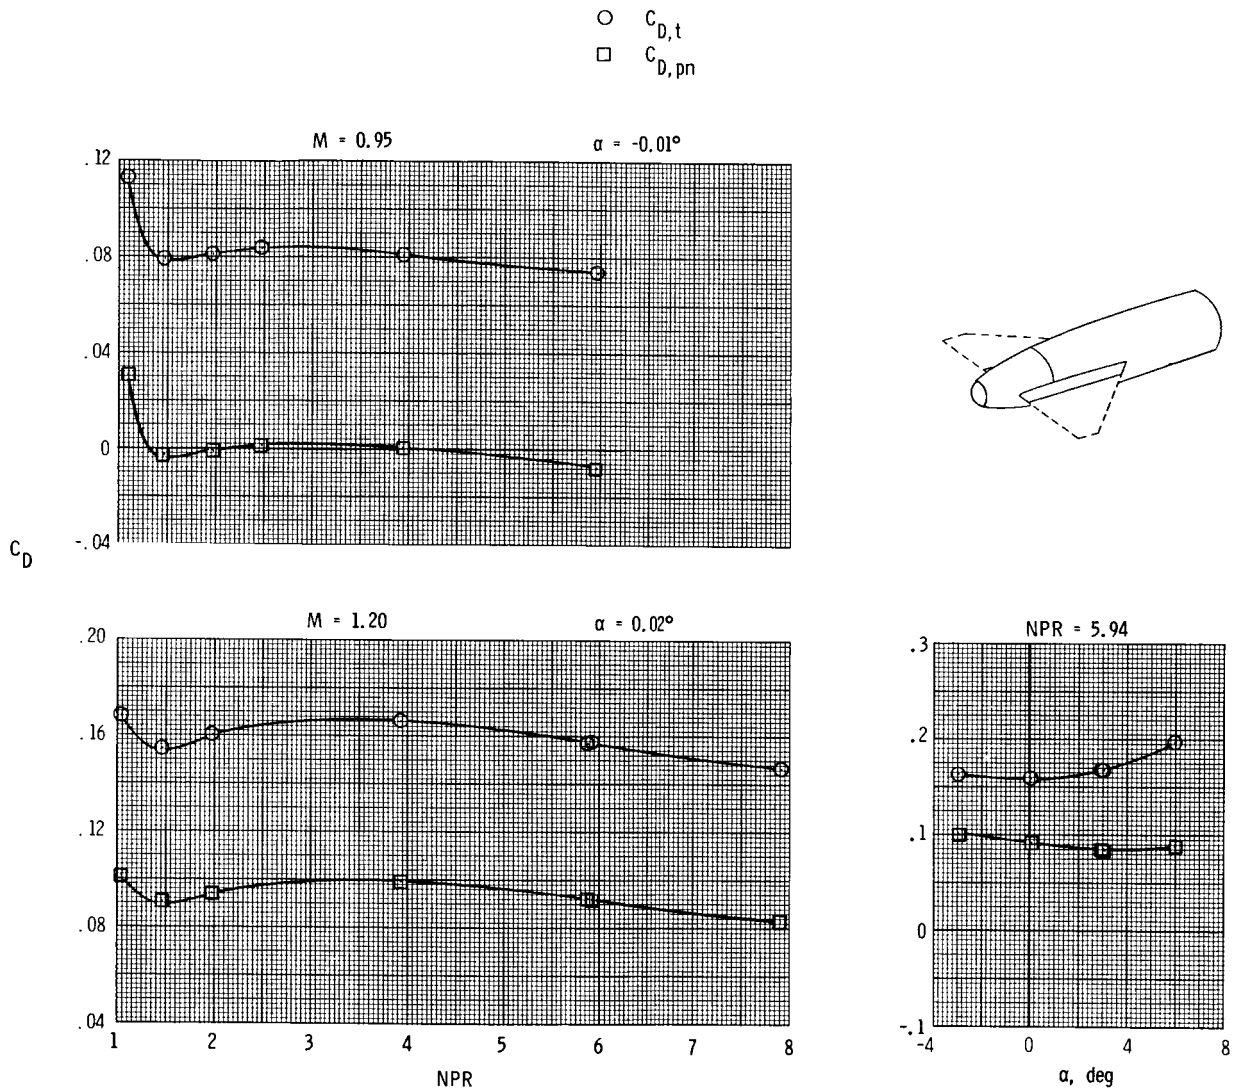 C_D,t
C_D,pn
M = 0.95 α = -0.01°
.12
.08
.04
0
-.04
C_D
M = 1.20 α = 0.02°
.20
.16
.12
.08
.04
1 2 3 4 5 6 7 8
NPR
NPR = 5.94
.3
.2
.1
0
-.1
-4 0 4 8
α, deg